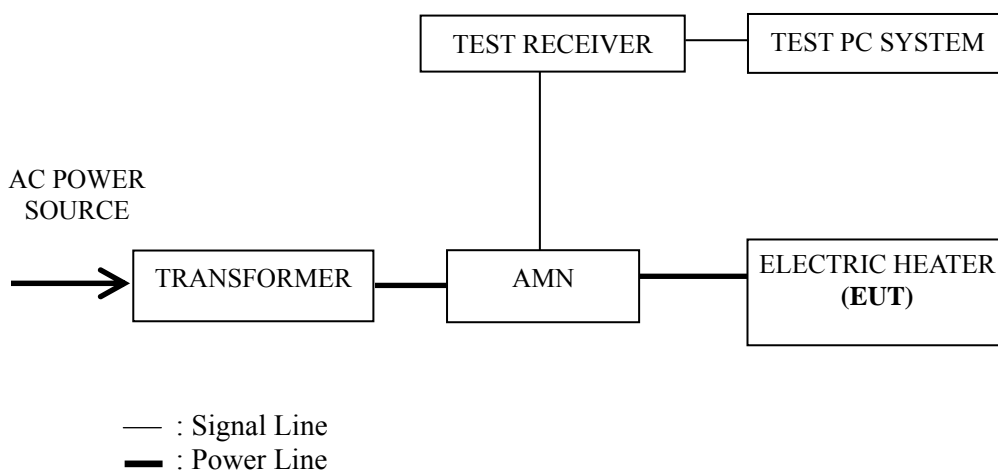 TEST RECEIVER
TEST PC SYSTEM
AC POWER
SOURCE
TRANSFORMER
AMN
ELECTRIC HEATER
(EUT)
: Signal Line
: Power Line